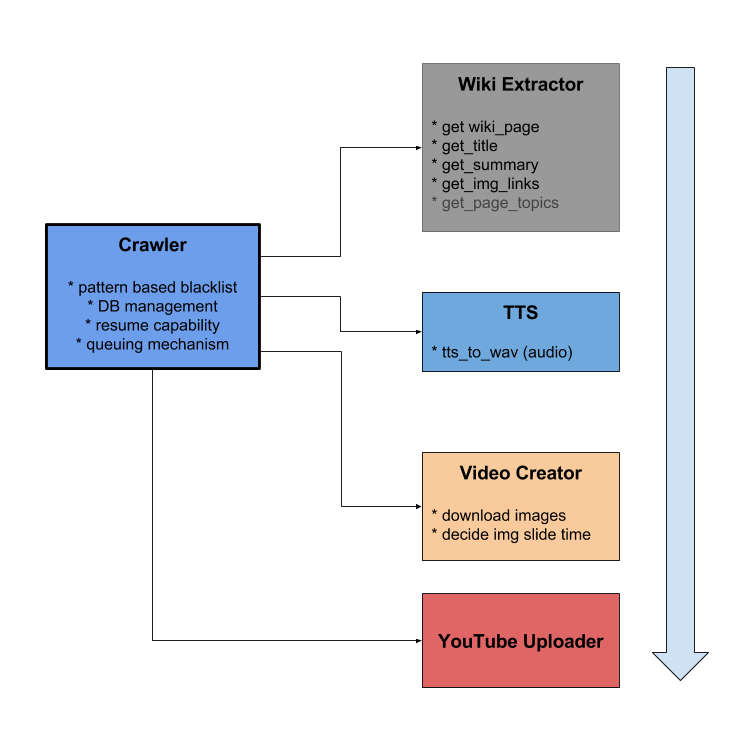 Wiki Extractor
* get wiki_page
* get_title
* get_summary
* get_img_links
* get_page_topics
Crawler
* pattern based blacklist
* DB management
* resume capability
* queuing mechanism
TTS
* tts_to_wav (audio)
Video Creator
* download images
* decide img slide time
YouTube Uploader